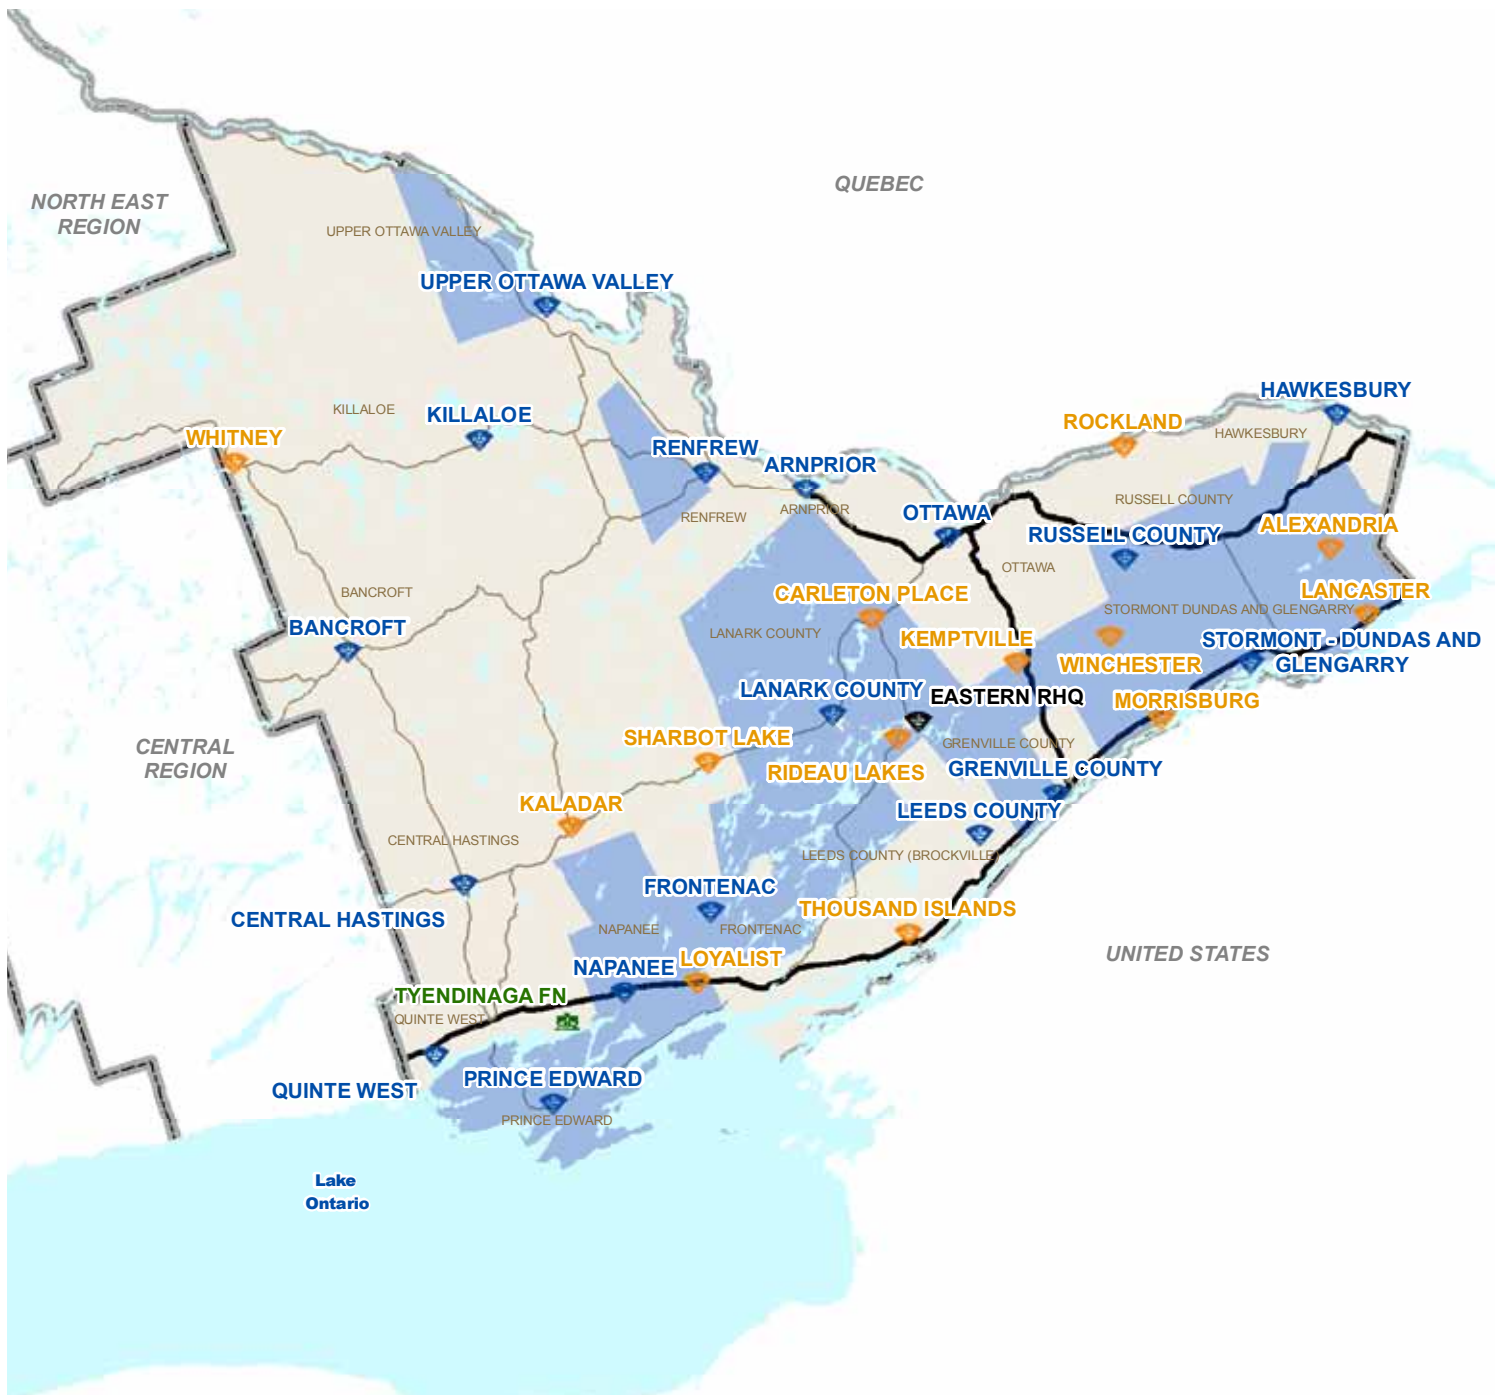 QUEBEC
NORTH EAST
REGION
UPPER OTTAWA VALLEY
UPPER OTTAWA VALLEY
HAWKESBURY
KILLALOE
KILLALOE
ROCKLAND
HAWKESBURY
WHITNEY
RENFREW
ARNPRIOR
RUSSELL COUNTY
ARNPRIOR
RENFREW
OTTAWA
ALEXANDRIA
RUSSELL COUNTY
OTTAWA
BANCROFT
CARLETON PLACE
LANCASTER
STORMONT DUNDAS AND GLENGARRY
BANCROFT
LANARK COUNTY
KEMPTVILLE
STORMONT - DUNDAS AND
GLENGARRY
WINCHESTER
LANARK COUNTY
EASTERN RHQ
MORRISBURG
SHARBOT LAKE
GRENVILLE COUNTY
CENTRAL
REGION
RIDEAU LAKES
GRENVILLE COUNTY
KALADAR
LEEDS COUNTY
CENTRAL HASTINGS
LEEDS COUNTY (BROCKVILLE)
FRONTENAC
THOUSAND ISLANDS
CENTRAL HASTINGS
NAPANEE
FRONTENAC
UNITED STATES
LOYALIST
NAPANEE
TYENDINAGA FN
QUINTE WEST
PRINCE EDWARD
QUINTE WEST
PRINCE EDWARD
Lake
Ontario